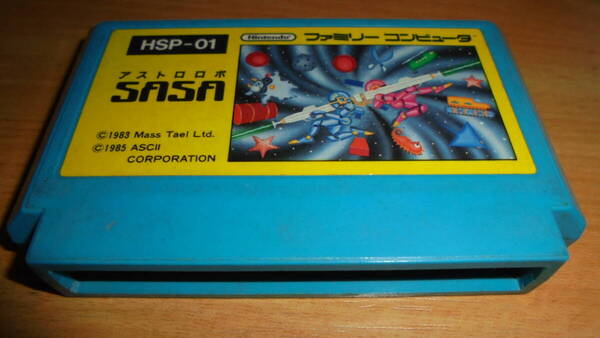 HSP-01
Nintendo ファミリー コンピュータ
アストロロボ
SASA
©1983 Mass Tael Ltd.
©1985 ASCII
CORPORATION